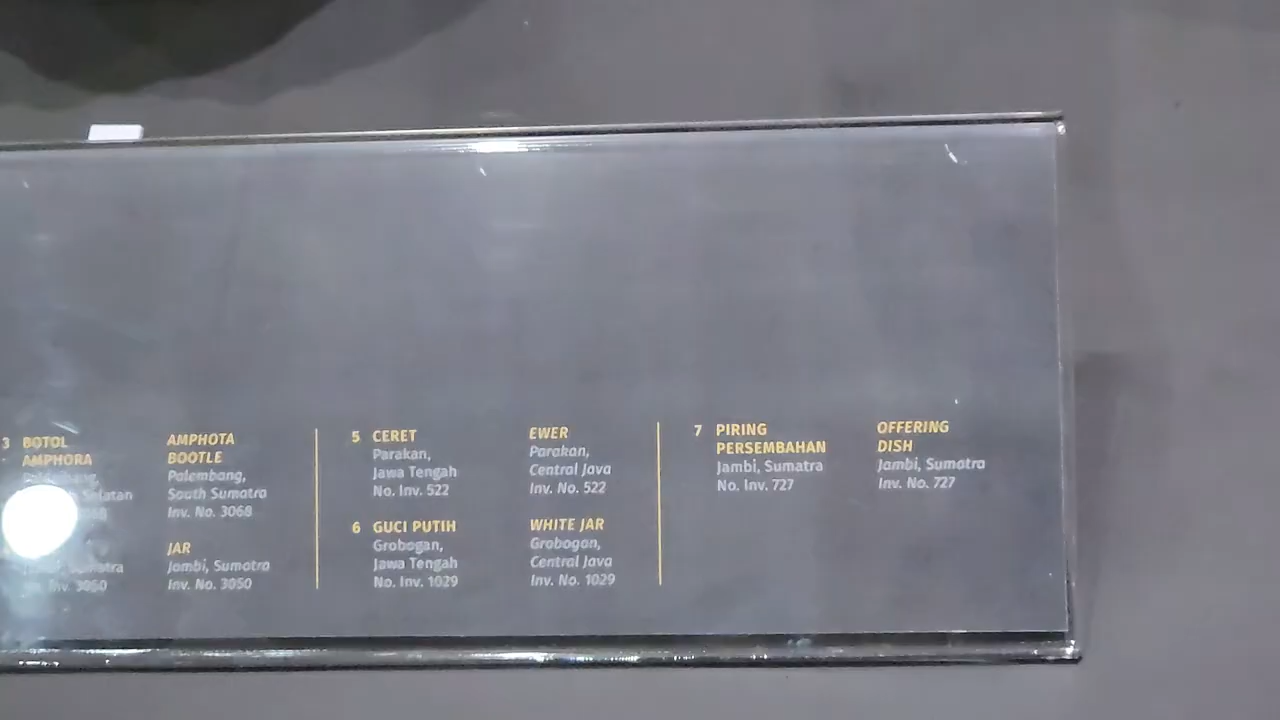 3 BOTOL
AMPHORA
Selatan
AMPHOTA
BOOTLE
Palembang,
South Sumatra
Inv. No. 3068
JAR
Jambi, Sumatra
Inv. No. 3050
5 CERET
Parakan,
Jawa Tengah
No. Inv. 522
EWER
Parakan,
Central Java
Inv. No. 522
6 GUCI PUTIH
Grobogan,
Jawa Tengah
No. Inv. 1029
WHITE JAR
Grobogan,
Central Java
Inv. No. 1029
7 PIRING
PERSEMBAHAN
Jambi, Sumatra
No. Inv. 727
OFFERING
DISH
Jambi, Sumatra
Inv. No. 727